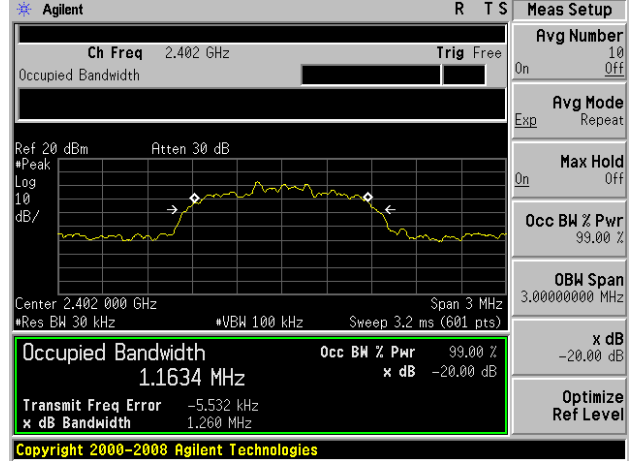 Agilent R T S Meas Setup
Ch Freq 2.402 GHz Trig Free
Occupied Bandwidth
Avg Number
10
On Off
Avg Mode
Exp Repeat
Max Hold
On Off
Occ BW % Pwr
99.00 %
OBW Span
3.00000000 MHz
x dB
-20.00 dB
Optimize
Ref Level
Ref 20 dBm Atten 30 dB
#Peak
Log
10
dB/
Center 2.402 000 GHz Span 3 MHz
#Res BW 30 kHz #VBW 100 kHz Sweep 3.2 ms (601 pts)
Occupied Bandwidth Occ BW % Pwr 99.00 %
1.1634 MHz x dB -20.00 dB
Transmit Freq Error -5.532 kHz
x dB Bandwidth 1.260 MHz
Copyright 2000-2008 Agilent Technologies